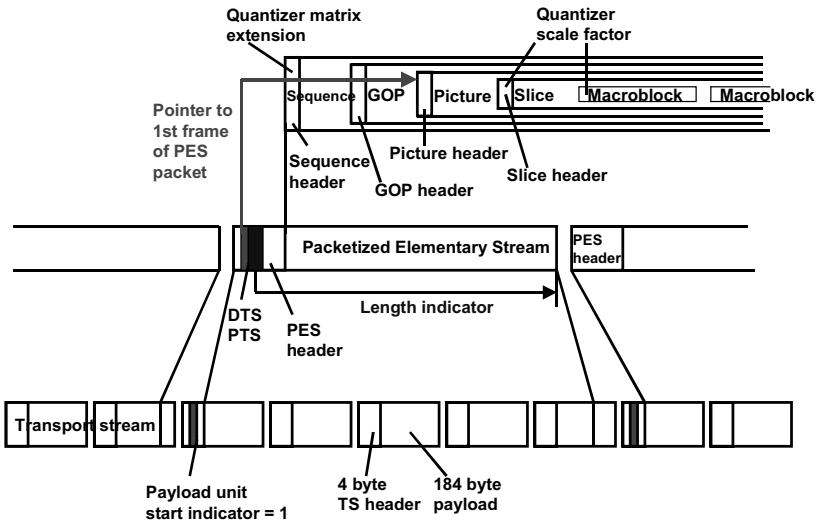 Quantizer matrix
extension
Quantizer
scale factor
Sequence
GOP
Picture
Slice
Macroblock
Macroblock
Pointer to
1st frame
of PES
packet
Sequence
header
GOP header
Picture header
Slice header
Packetized Elementary Stream
PES
header
DTS
PTS
PES
header
Length indicator
Transport stream
Payload unit
start indicator = 1
4 byte
TS header
184 byte
payload